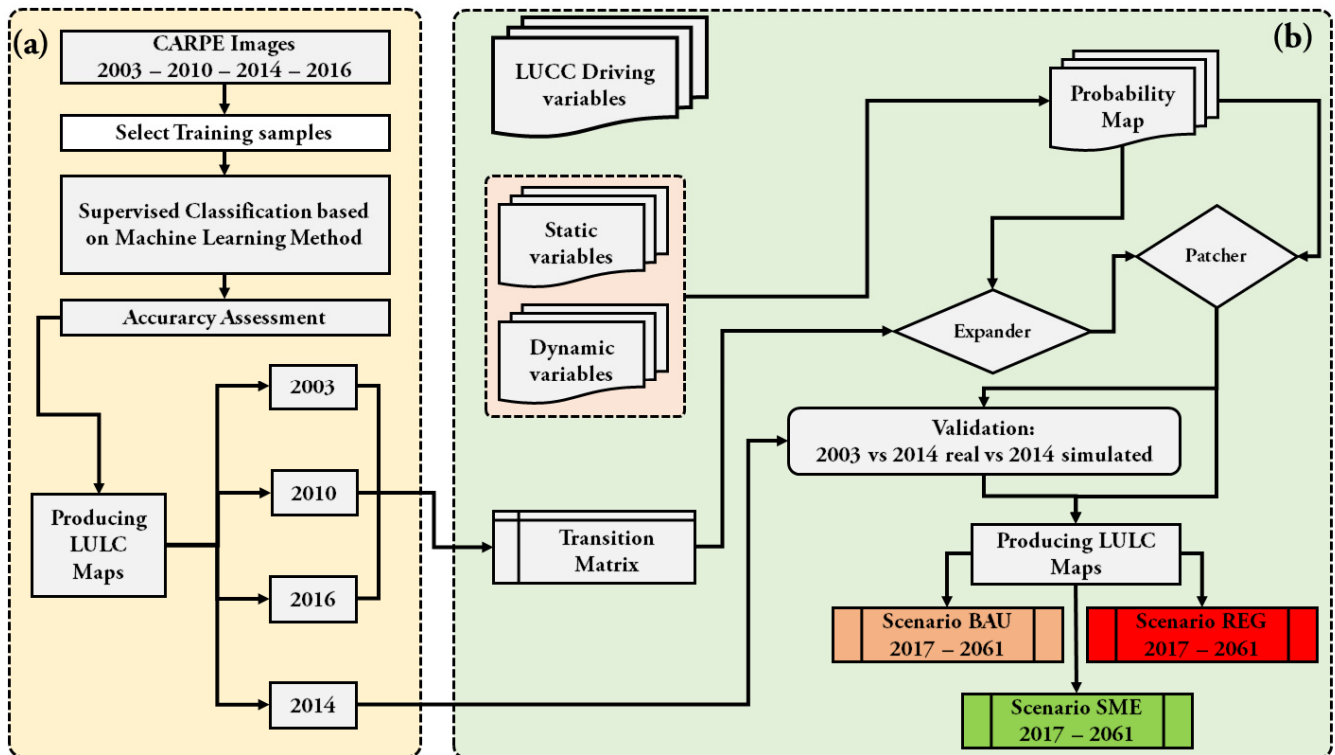 (a)
CARPE Images
2003 – 2010 – 2014 – 2016
Select Training samples
Supervised Classification based
on Machine Learning Method
Accurarcy Assessment
Producing
LULC
Maps
2003
2010
2016
2014
(b)
LUCC Driving
variables
Static
variables
Dynamic
variables
Transition
Matrix
Probability
Map
Patcher
Expander
Validation:
2003 vs 2014 real vs 2014 simulated
Producing LULC
Maps
Scenario BAU
2017 – 2061
Scenario REG
2017 – 2061
Scenario SME
2017 – 2061